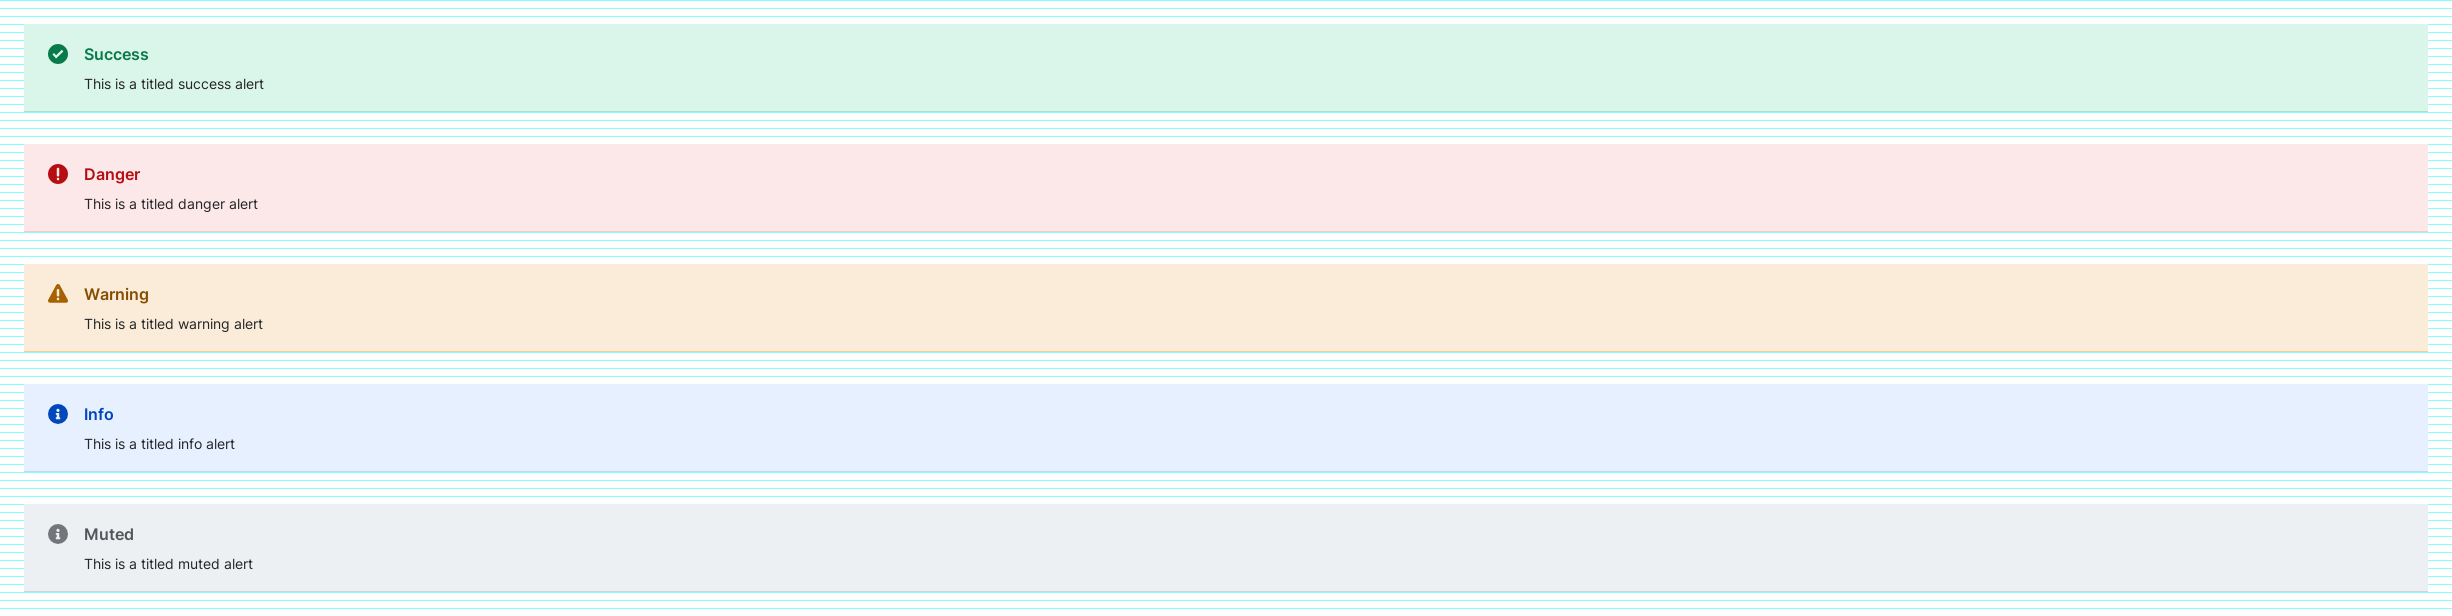 Success
This is a titled success alert
Danger
This is a titled danger alert
Warning
This is a titled warning alert
Info
This is a titled info alert
Muted
This is a titled muted alert